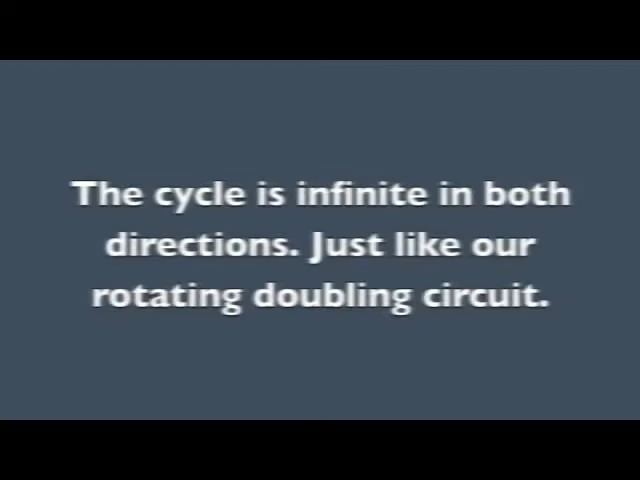 The cycle is infinite in both
directions. Just like our
rotating doubling circuit.